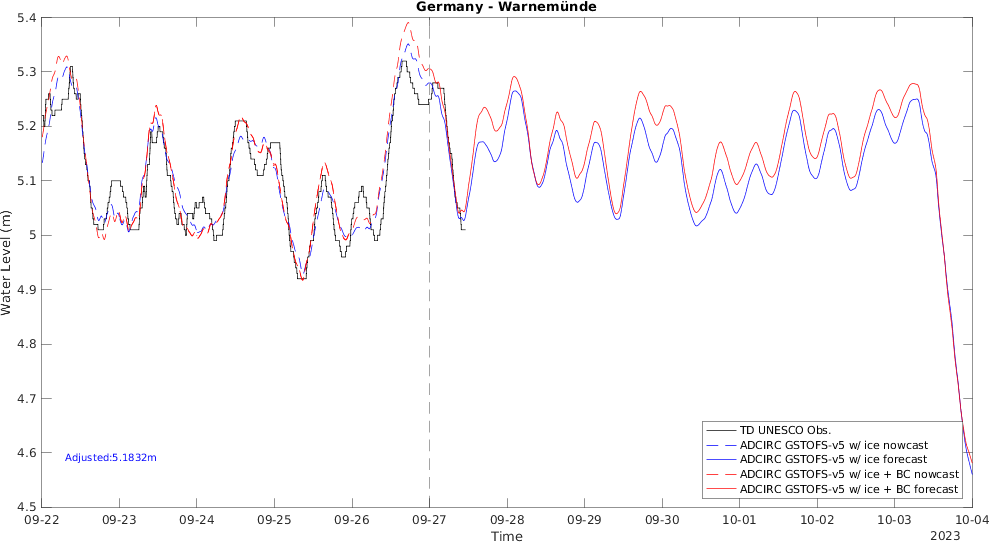 Germany - Warnemünde
5.4
5.3
5.2
5.1
5
4.9
4.8
4.7
4.6
4.5
Water Level (m)
Adjusted:5.1832m
TD UNESCO Obs.
ADCIRC GSTOFS-v5 w/ ice nowcast
ADCIRC GSTOFS-v5 w/ ice forecast
ADCIRC GSTOFS-v5 w/ ice + BC nowcast
ADCIRC GSTOFS-v5 w/ ice + BC forecast
09-22 09-23 09-24 09-25 09-26 09-27 09-28 09-29 09-30 10-01 10-02 10-03 10-04
Time
2023